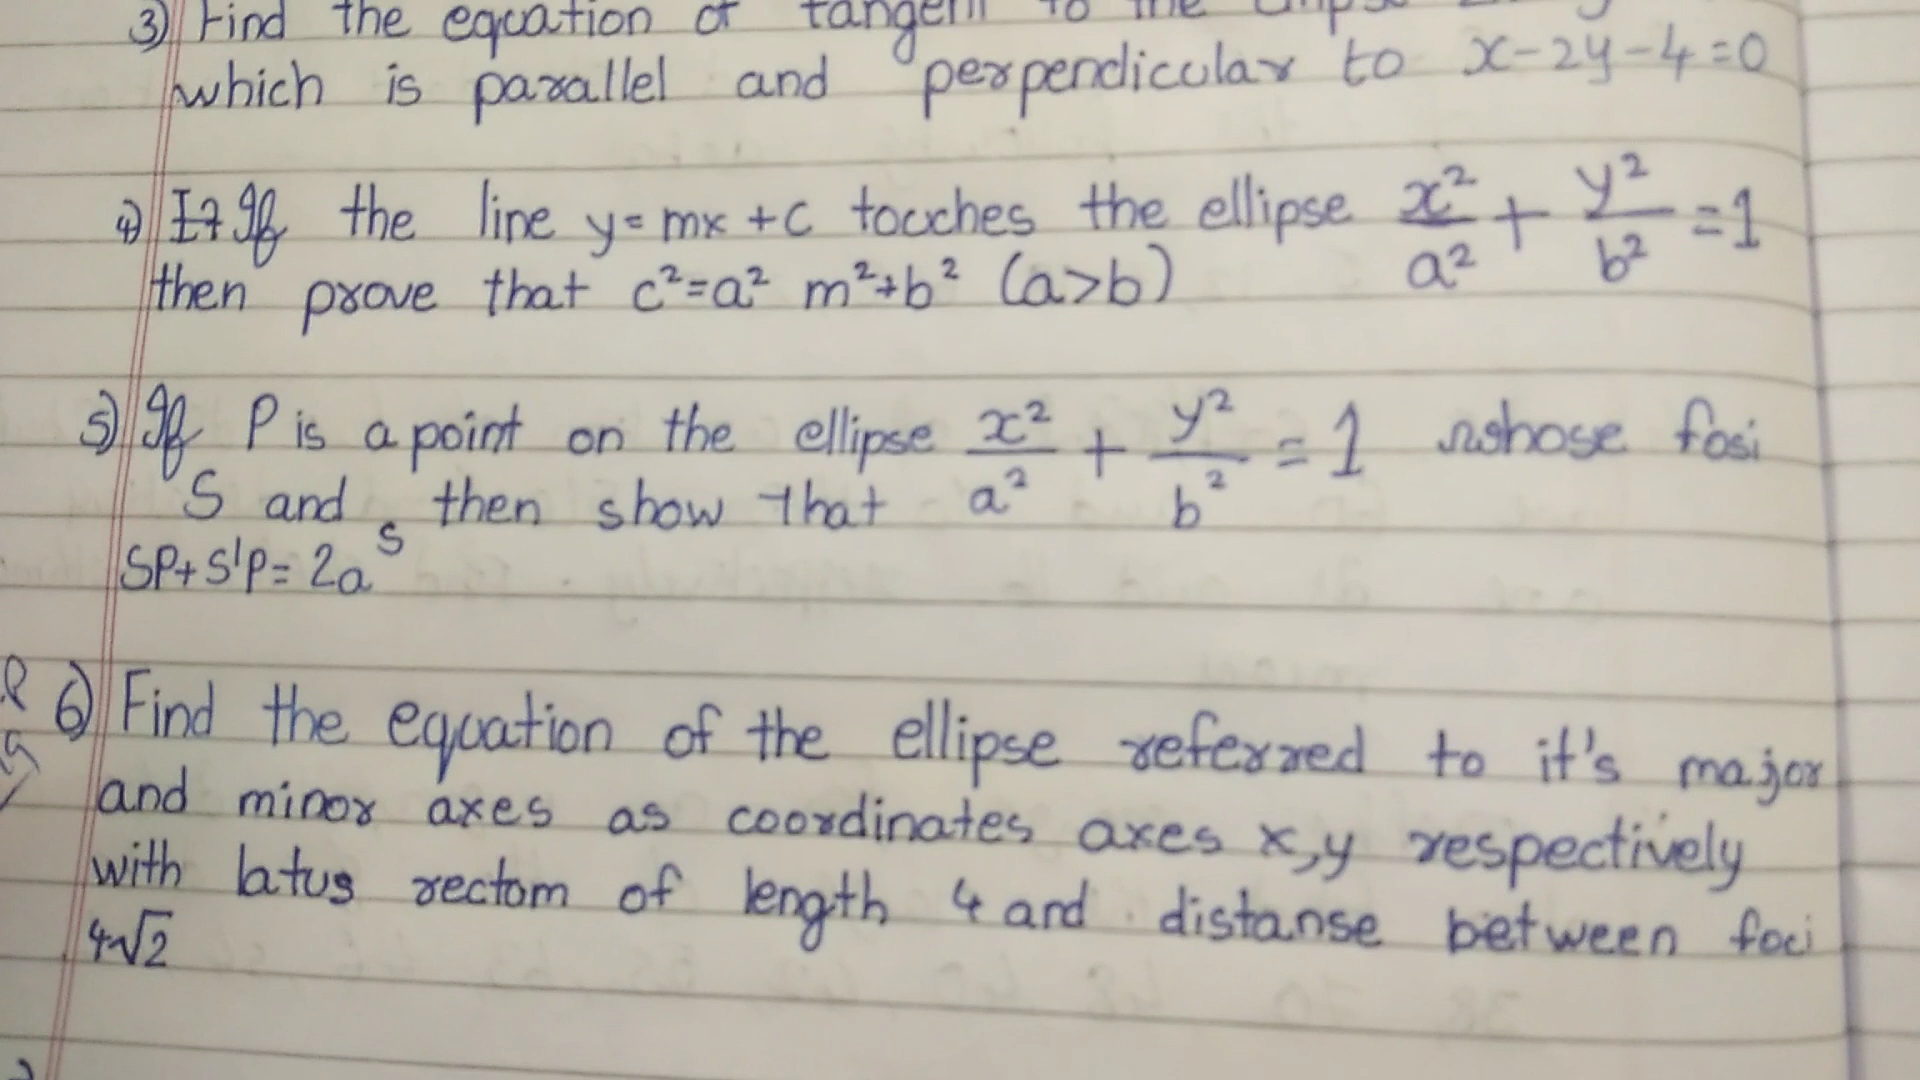 3) Find the equation of tangent to the
which is parallel and perpendicular to x-2y-4=0
4) If the line y=mx+c touches the ellipse x²/a² + y²/b² =1
then prove that c²=a² m²+b² (a>b)
5) If P is a point on the ellipse x²/a² + y²/b² =1 whose fosi
S and s then show that
SP+S'P=2a
6) Find the equation of the ellipse referred to it's major
and minor axes as coordinates axes x,y respectively
with latus rectom of length 4 and distanse between foci
4√2